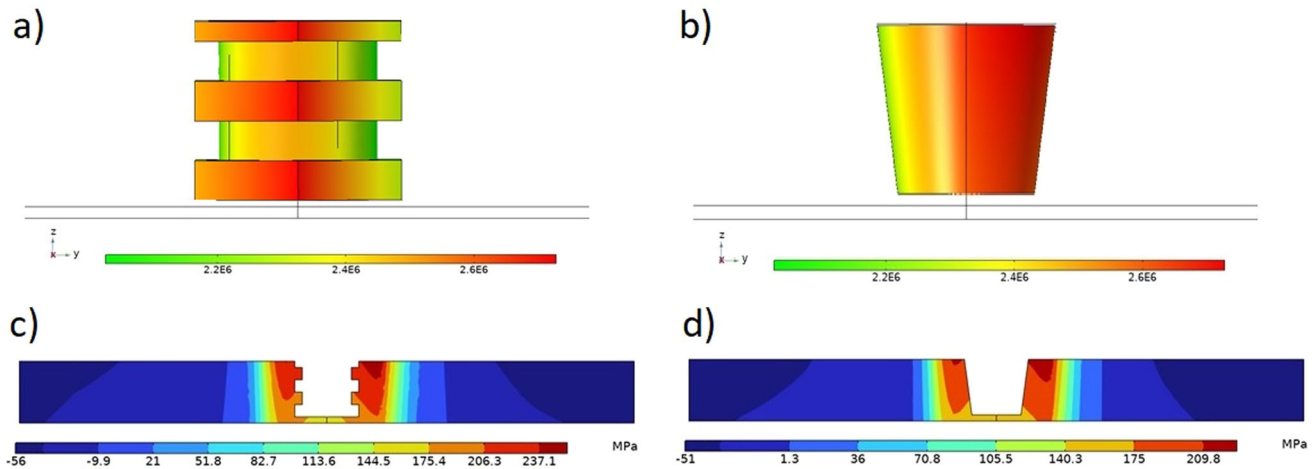 a)
b)
z
y
x
2.2E6 2.4E6 2.6E6
z
y
x
2.2E6 2.4E6 2.6E6
c)
d)
MPa
-56 -9.9 21 51.8 82.7 113.6 144.5 175.4 206.3 237.1
MPa
-51 1.3 36 70.8 105.5 140.3 175 209.8